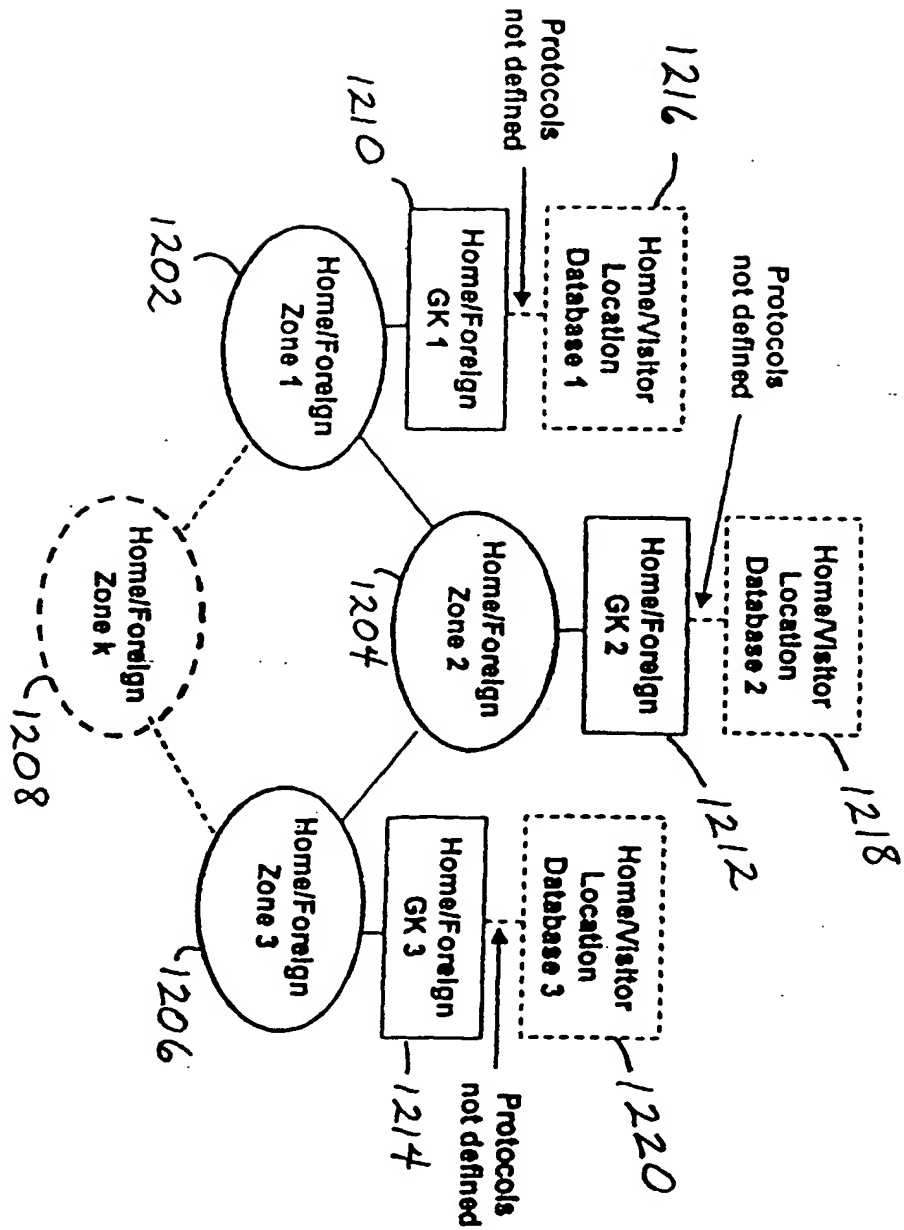 1216
Home/Visitor
Location
Database 1
Protocols
not defined
1210
Home/Foreign
GK 1
1202
Home/Foreign
Zone 1
Protocols
not defined
Home/Visitor
Location
Database 2
1218
Home/Foreign
GK 2
1212
1204
Home/Foreign
Zone 2
Home/Foreign
Zone k
1208
Home/Visitor
Location
Database 3
1220
Protocols
not defined
Home/Foreign
GK 3
1214
Home/Foreign
Zone 3
1206